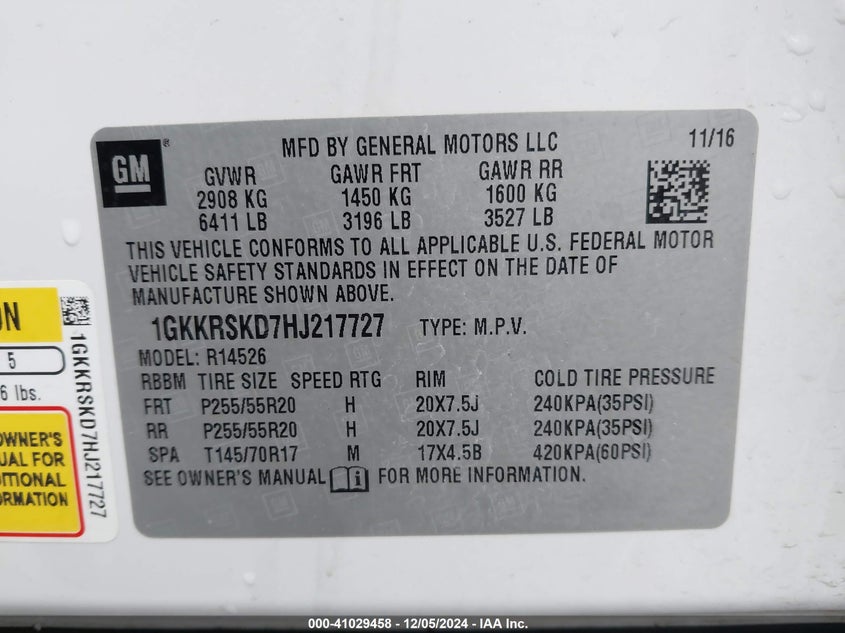 GM
®
MFD BY GENERAL MOTORS LLC
11/16
GVWR GAWR FRT GAWR RR
2908 KG 1450 KG 1600 KG
6411 LB 3196 LB 3527 LB
THIS VEHICLE CONFORMS TO ALL APPLICABLE U.S. FEDERAL MOTOR
VEHICLE SAFETY STANDARDS IN EFFECT ON THE DATE OF
MANUFACTURE SHOWN ABOVE.
1GKKRSKD7HJ217727 TYPE: M.P.V.
MODEL: R14526
RBBM TIRE SIZE SPEED RTG RIM COLD TIRE PRESSURE
FRT P255/55R20 H 20X7.5J 240KPA(35PSI)
RR P255/55R20 H 20X7.5J 240KPA(35PSI)
SPA T145/70R17 M 17X4.5B 420KPA(60PSI)
SEE OWNER'S MANUAL i FOR MORE INFORMATION.
ON
5
6 lbs.
OWNER'S
UAL FOR
ITIONAL
RMATION
1GKKRSKD7HJ217727
000-41029458 - 12/05/2024 - IAA Inc.